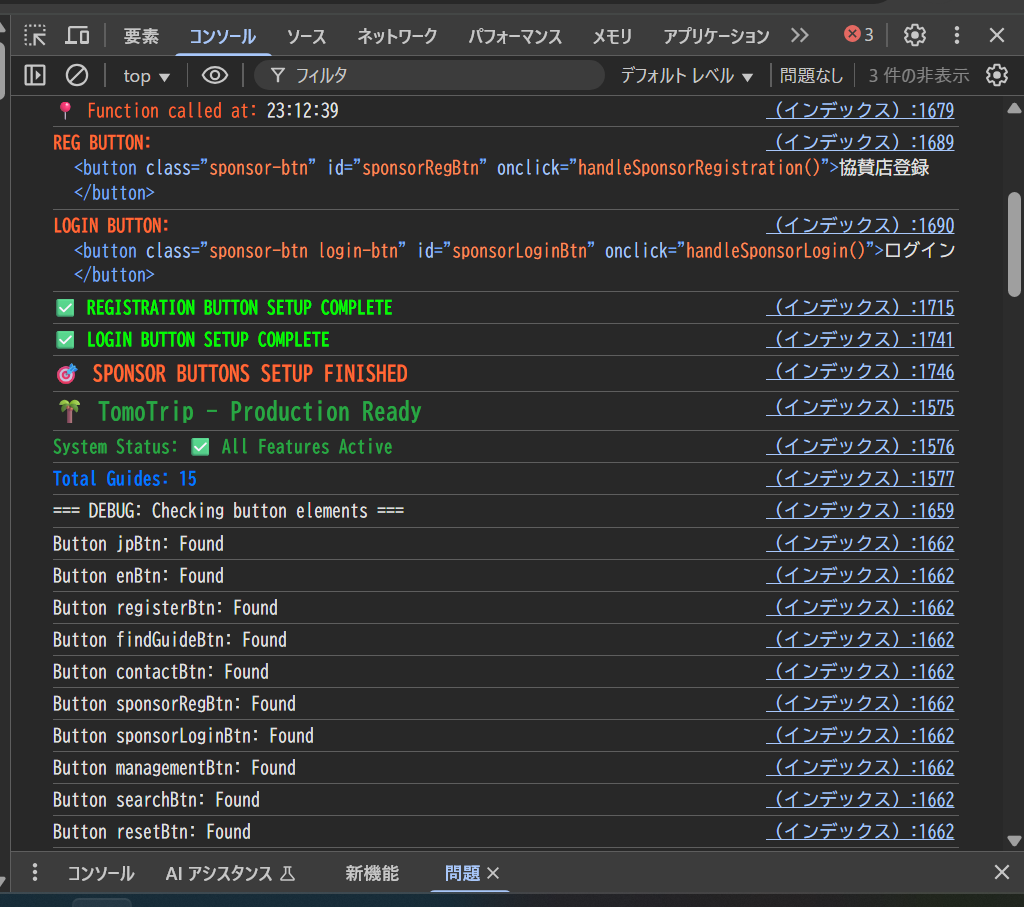 要素 コンソール ソース ネットワーク パフォーマンス メモリ アプリケーション 3
top フィルタ デフォルト レベル 問題なし 3 件の非表示
📍 Function called at: 23:12:39 (インデックス):1679
REG BUTTON: (インデックス):1689
<button class="sponsor-btn" id="sponsorRegBtn" onclick="handleSponsorRegistration()">協賛店登録
</button>
LOGIN BUTTON: (インデックス):1690
<button class="sponsor-btn login-btn" id="sponsorLoginBtn" onclick="handleSponsorLogin()">ログイン
</button>
✅ REGISTRATION BUTTON SETUP COMPLETE (インデックス):1715
✅ LOGIN BUTTON SETUP COMPLETE (インデックス):1741
🎯 SPONSOR BUTTONS SETUP FINISHED (インデックス):1746
🌴 TomoTrip - Production Ready (インデックス):1575
System Status: ✅ All Features Active (インデックス):1576
Total Guides: 15 (インデックス):1577
=== DEBUG: Checking button elements === (インデックス):1659
Button jpBtn: Found (インデックス):1662
Button enBtn: Found (インデックス):1662
Button registerBtn: Found (インデックス):1662
Button findGuideBtn: Found (インデックス):1662
Button contactBtn: Found (インデックス):1662
Button sponsorRegBtn: Found (インデックス):1662
Button sponsorLoginBtn: Found (インデックス):1662
Button managementBtn: Found (インデックス):1662
Button searchBtn: Found (インデックス):1662
Button resetBtn: Found (インデックス):1662
コンソール AI アシスタンス 新機能 問題